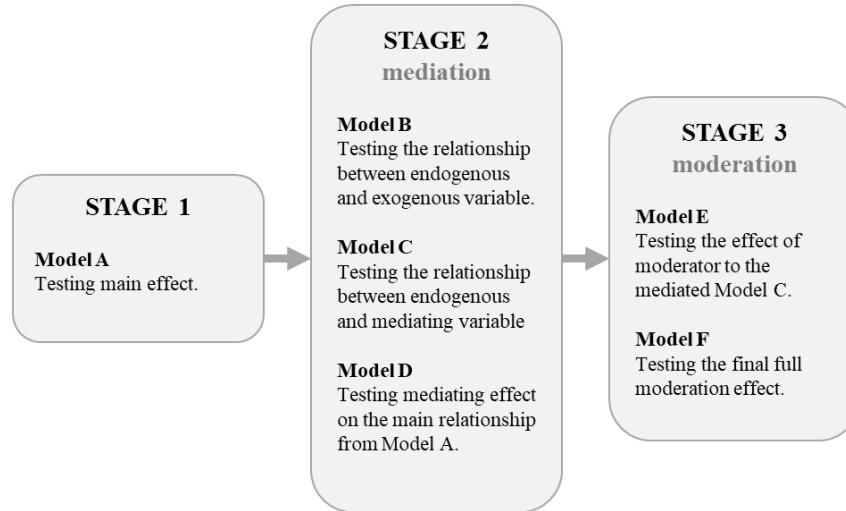 STAGE 1
Model A
Testing main effect.
STAGE 2
mediation
Model B
Testing the relationship
between endogenous
and exogenous variable.
Model C
Testing the relationship
between endogenous
and mediating variable
Model D
Testing mediating effect
on the main relationship
from Model A.
STAGE 3
moderation
Model E
Testing the effect of
moderator to the
mediated Model C.
Model F
Testing the final full
moderation effect.